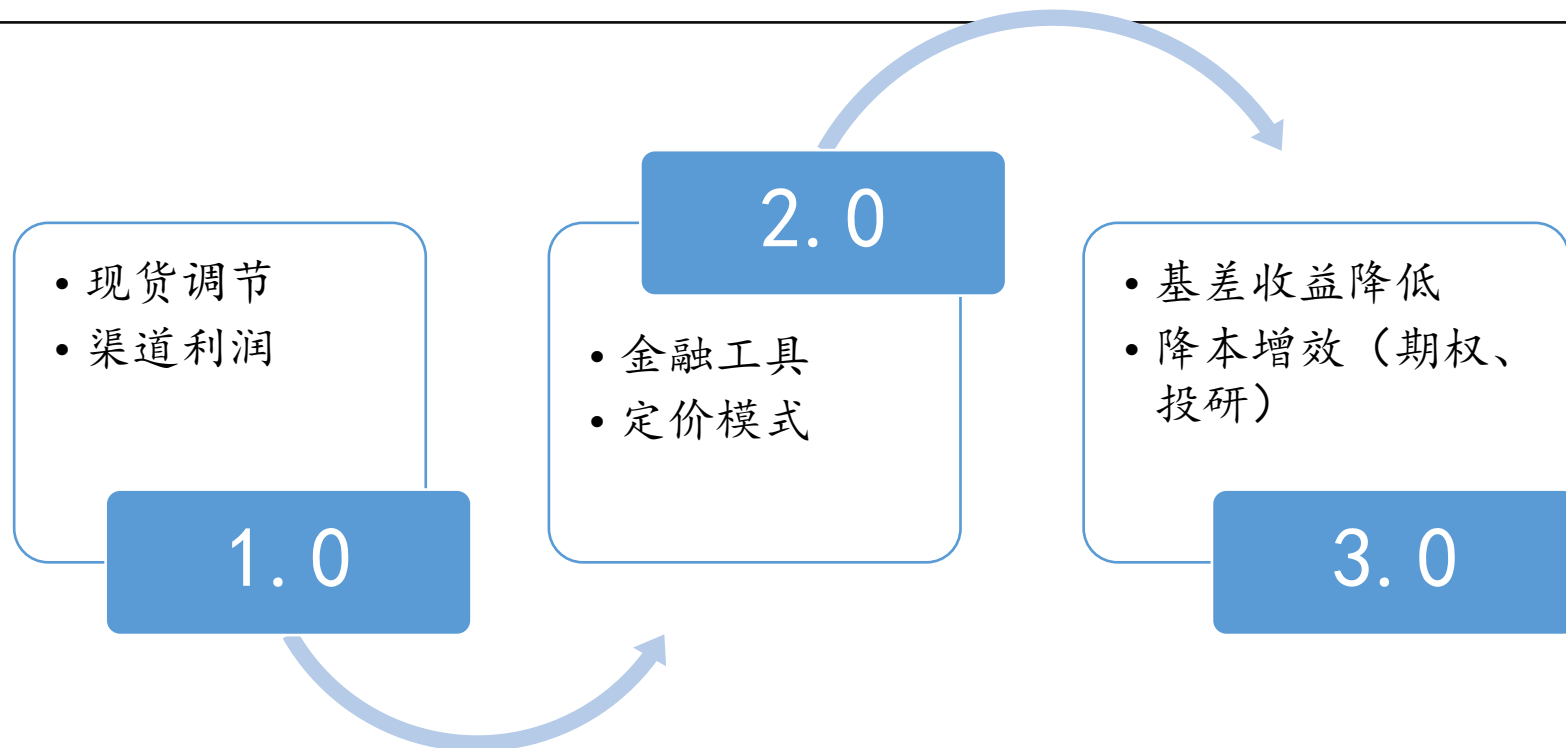 • 现货调节
• 渠道利润
1.0
2.0
• 金融工具
• 定价模式
• 基差收益降低
• 降本增效（期权、
投研）
3.0